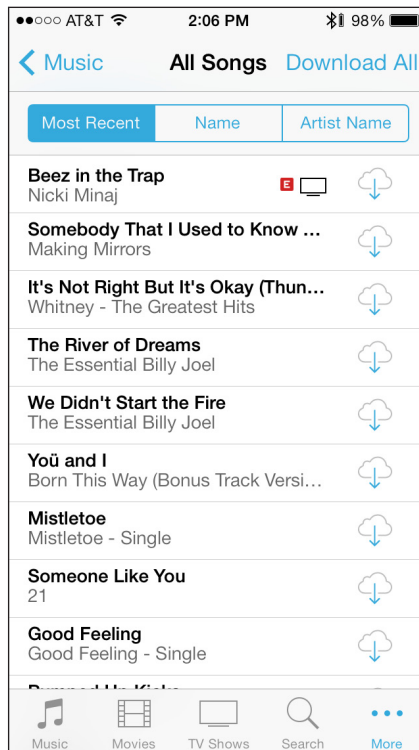 AT&T 2:06 PM 98%
Music All Songs Download All
Most Recent Name Artist Name
Beez in the Trap
Nicki Minaj E
Somebody That I Used to Know ...
Making Mirrors
It's Not Right But It's Okay (Thun...
Whitney - The Greatest Hits
The River of Dreams
The Essential Billy Joel
We Didn't Start the Fire
The Essential Billy Joel
Yoü and I
Born This Way (Bonus Track Versi...
Mistletoe
Mistletoe - Single
Someone Like You
21
Good Feeling
Good Feeling - Single
Music Movies TV Shows Search More